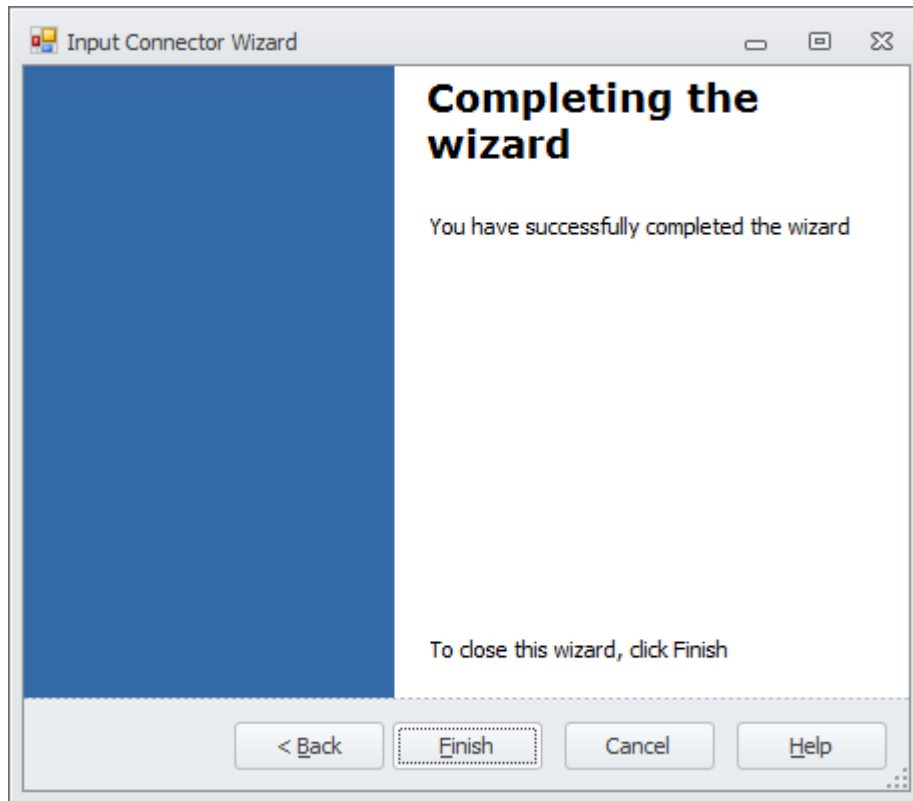 Input Connector Wizard
Completing the
wizard
You have successfully completed the wizard
To close this wizard, click Finish
< Back
Finish
Cancel
Help